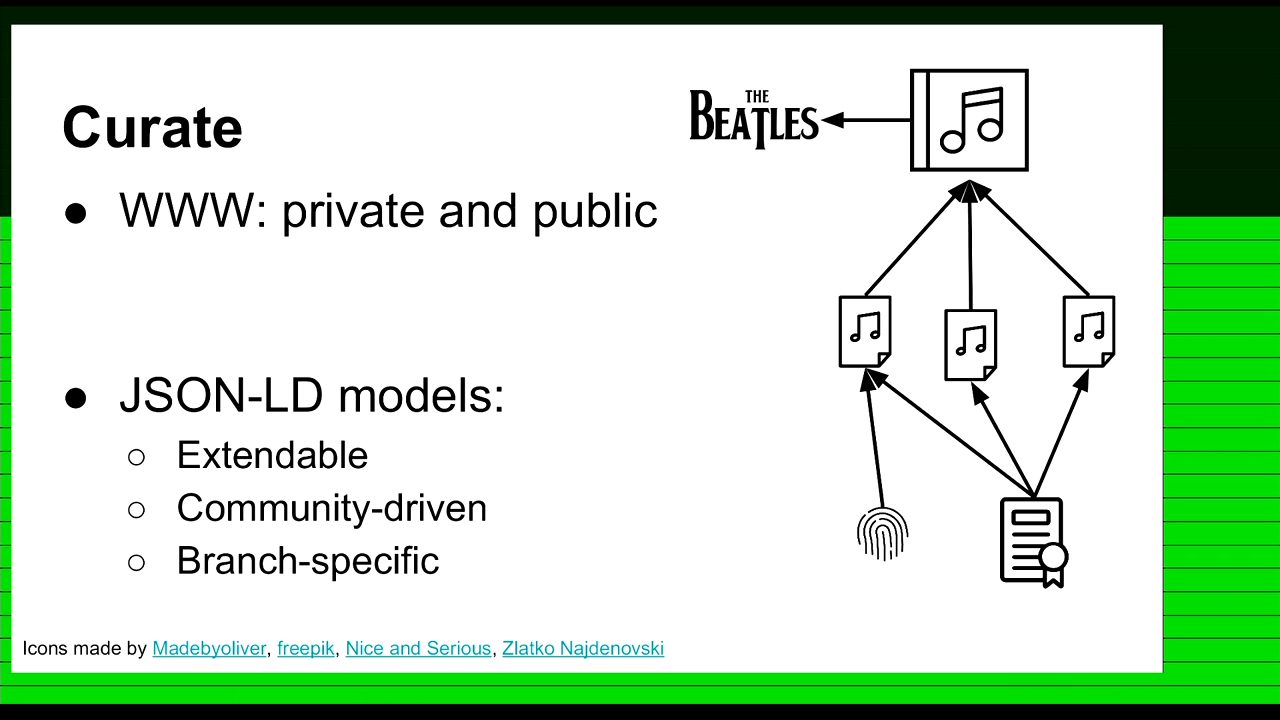 Curate
THE
BEATLES
● WWW: private and public
● JSON-LD models:
○ Extendable
○ Community-driven
○ Branch-specific
Icons made by Madebyoliver, freepik, Nice and Serious, Zlatko Najdenovski